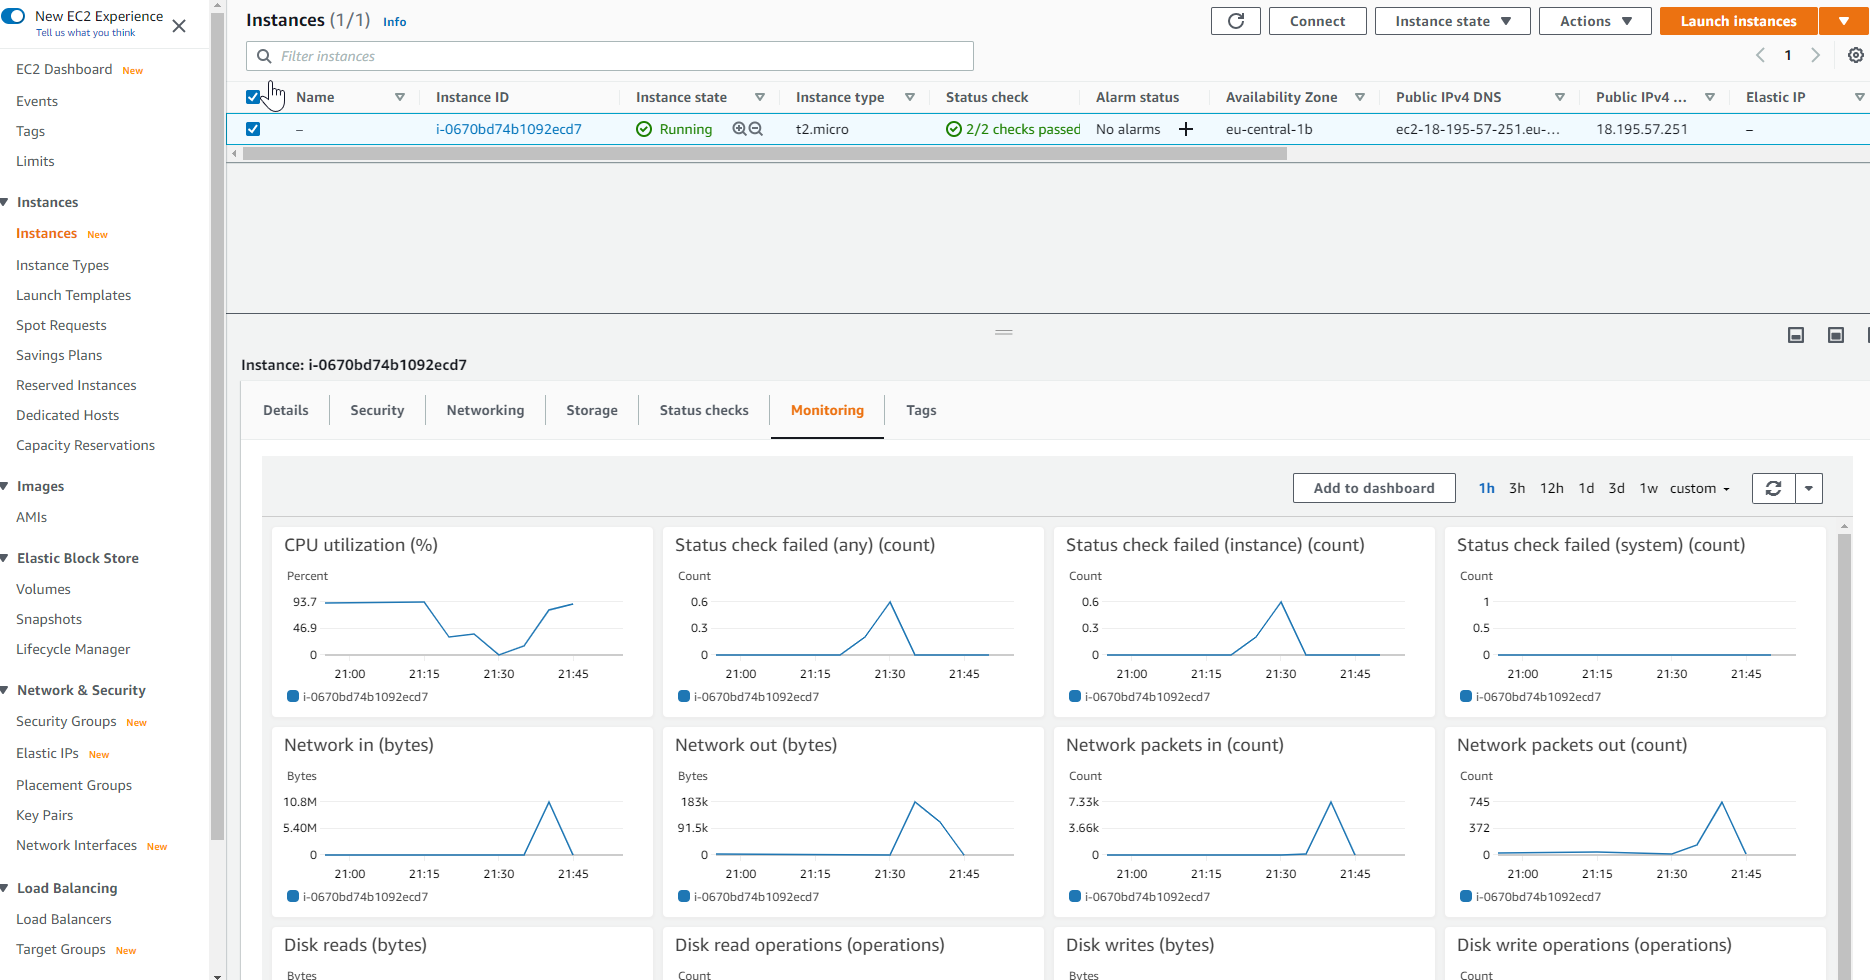 New EC2 Experience
Tell us what you think
EC2 Dashboard New
Events
Tags
Limits
Instances
Instances New
Instance Types
Launch Templates
Spot Requests
Savings Plans
Reserved Instances
Dedicated Hosts
Capacity Reservations
Images
AMIs
Elastic Block Store
Volumes
Snapshots
Lifecycle Manager
Network & Security
Security Groups New
Elastic IPs New
Placement Groups
Key Pairs
Network Interfaces New
Load Balancing
Load Balancers
Target Groups New
Instances (1/1) Info
Connect
Instance state
Actions
Launch instances
Filter instances
1
Name Instance ID Instance state Instance type Status check Alarm status Availability Zone Public IPv4 DNS Public IPv4 ... Elastic IP
– i-0670bd74b1092ecd7 Running t2.micro 2/2 checks passed No alarms + eu-central-1b ec2-18-195-57-251.eu-... 18.195.57.251 –
Instance: i-0670bd74b1092ecd7
Details Security Networking Storage Status checks Monitoring Tags
Add to dashboard 1h 3h 12h 1d 3d 1w custom
CPU utilization (%)
Percent
93.7
46.9
0
21:00 21:15 21:30 21:45
i-0670bd74b1092ecd7
Status check failed (any) (count)
Count
0.6
0.3
0
21:00 21:15 21:30 21:45
i-0670bd74b1092ecd7
Status check failed (instance) (count)
Count
0.6
0.3
0
21:00 21:15 21:30 21:45
i-0670bd74b1092ecd7
Status check failed (system) (count)
Count
1
0.5
0
21:00 21:15 21:30 21:45
i-0670bd74b1092ecd7
Network in (bytes)
Bytes
10.8M
5.40M
0
21:00 21:15 21:30 21:45
i-0670bd74b1092ecd7
Network out (bytes)
Bytes
183k
91.5k
0
21:00 21:15 21:30 21:45
i-0670bd74b1092ecd7
Network packets in (count)
Count
7.33k
3.66k
0
21:00 21:15 21:30 21:45
i-0670bd74b1092ecd7
Network packets out (count)
Count
745
372
0
21:00 21:15 21:30 21:45
i-0670bd74b1092ecd7
Disk reads (bytes)
Bytes
Disk read operations (operations)
Count
Disk writes (bytes)
Bytes
Disk write operations (operations)
Count